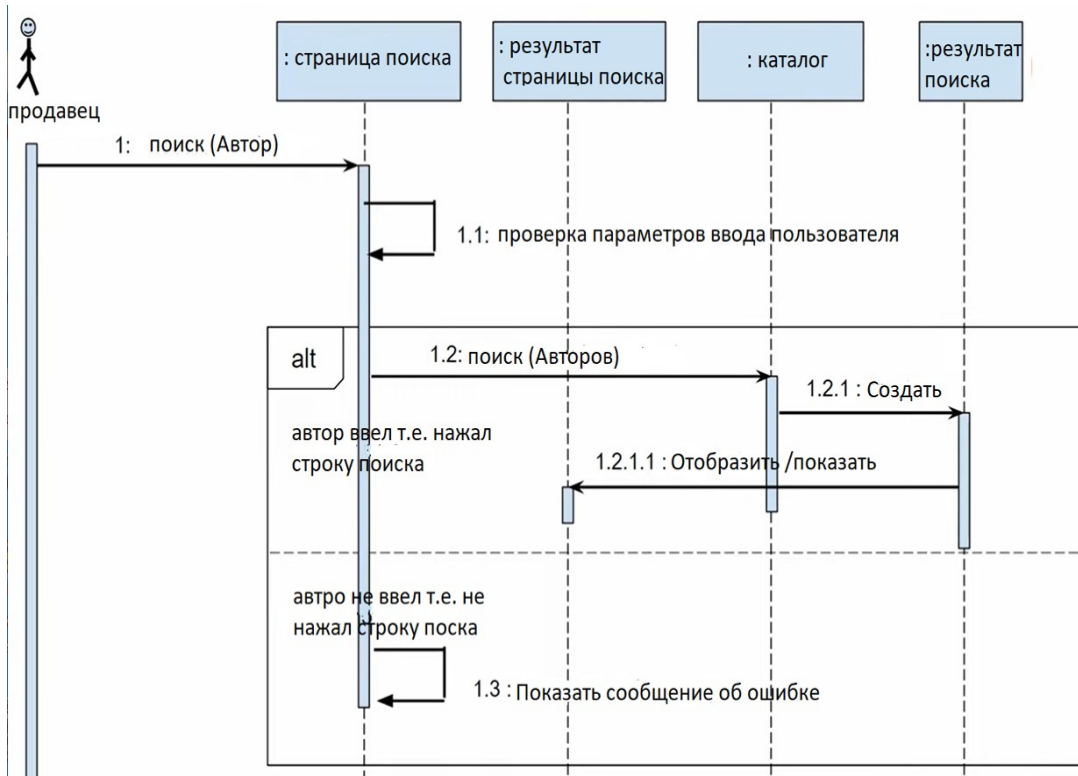 продавец
: страница поиска
: результат
страницы поиска
: каталог
:результат
поиска
1: поиск (Автор)
1.1: проверка параметров ввода пользователя
alt
1.2: поиск (Авторов)
1.2.1 : Создать
автор ввел т.е. нажал
строку поиска
1.2.1.1 : Отобразить /показать
автро не ввел т.е. не
нажал строку поска
1.3 : Показать сообщение об ошибке